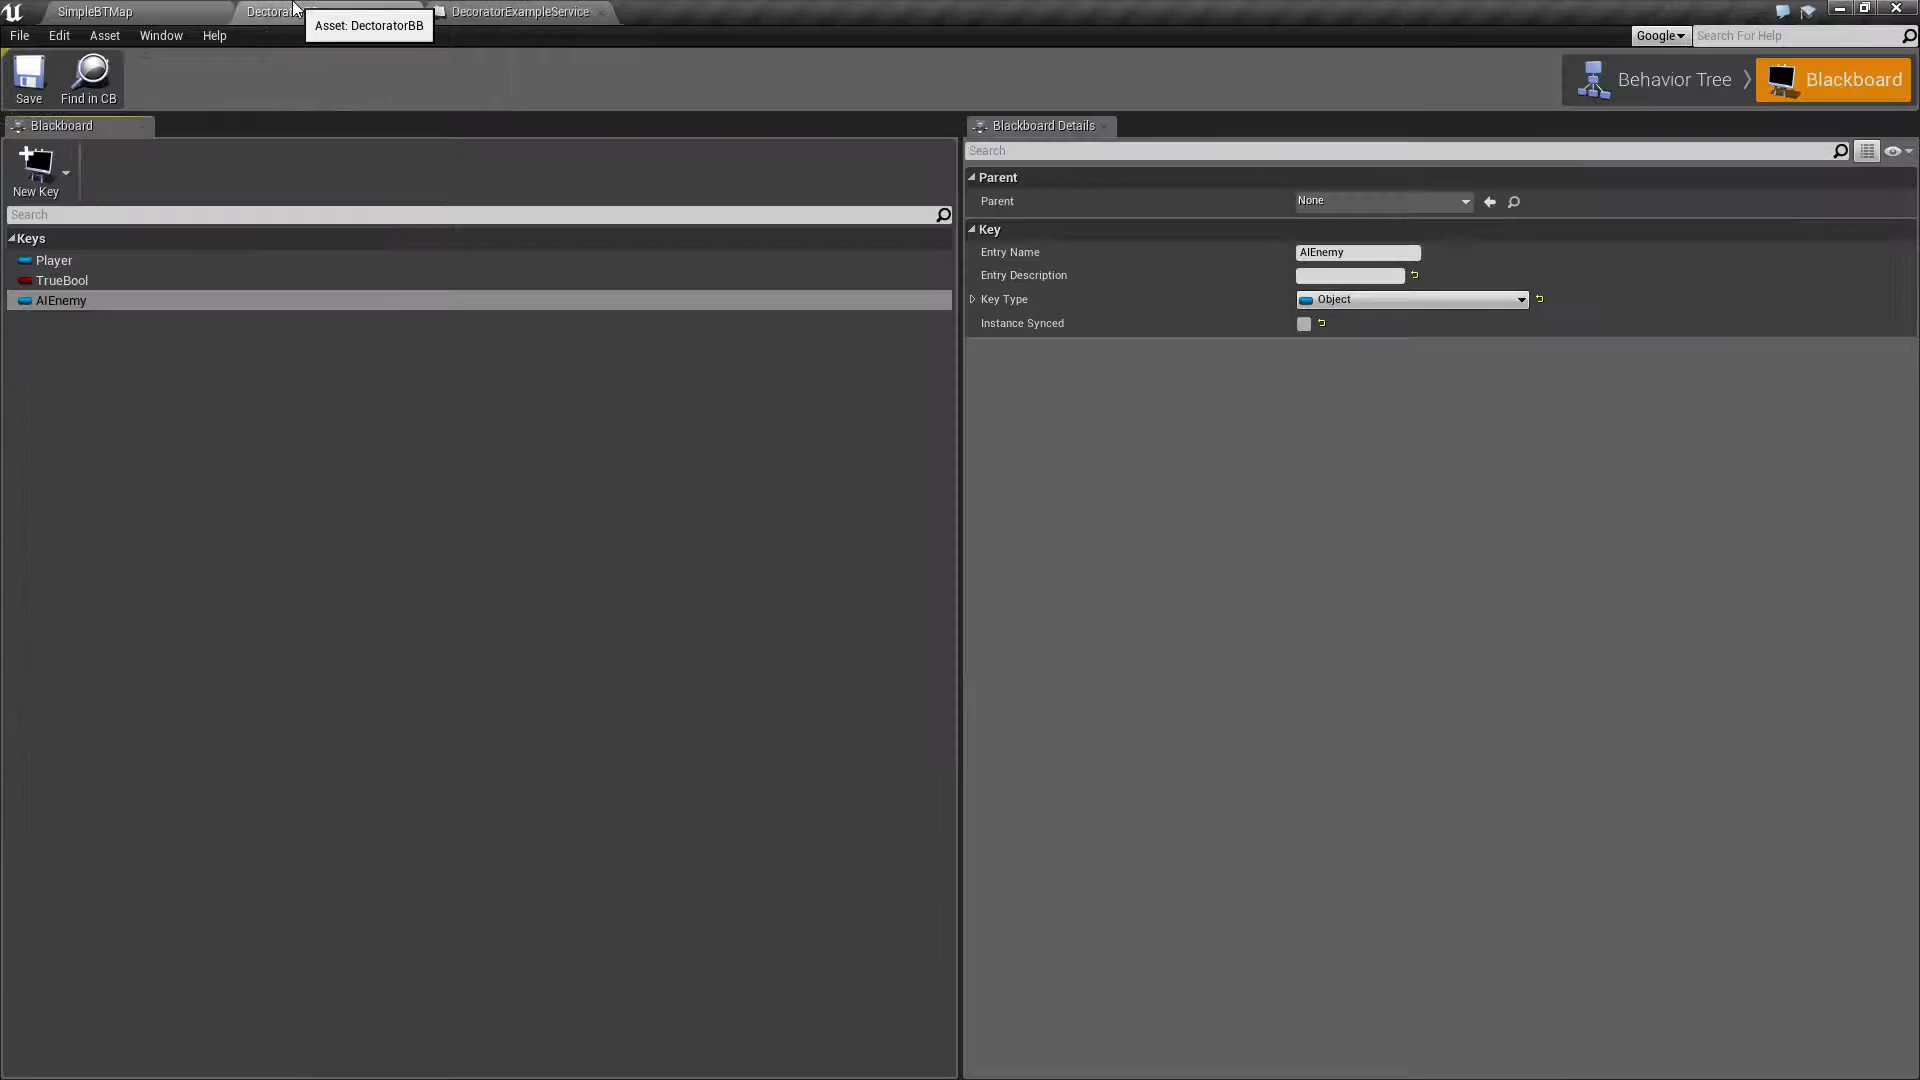 SimpleBTMap
DecoratorExampleService
Asset: DectoratorBB
File Edit Asset Window Help
Google
Search For Help
Save
Find in CB
Behavior Tree
Blackboard
Blackboard
New Key
Search
Keys
Player
TrueBool
AIEnemy
Blackboard Details
Search
Parent
Parent None
Key
Entry Name AIEnemy
Entry Description
Key Type Object
Instance Synced